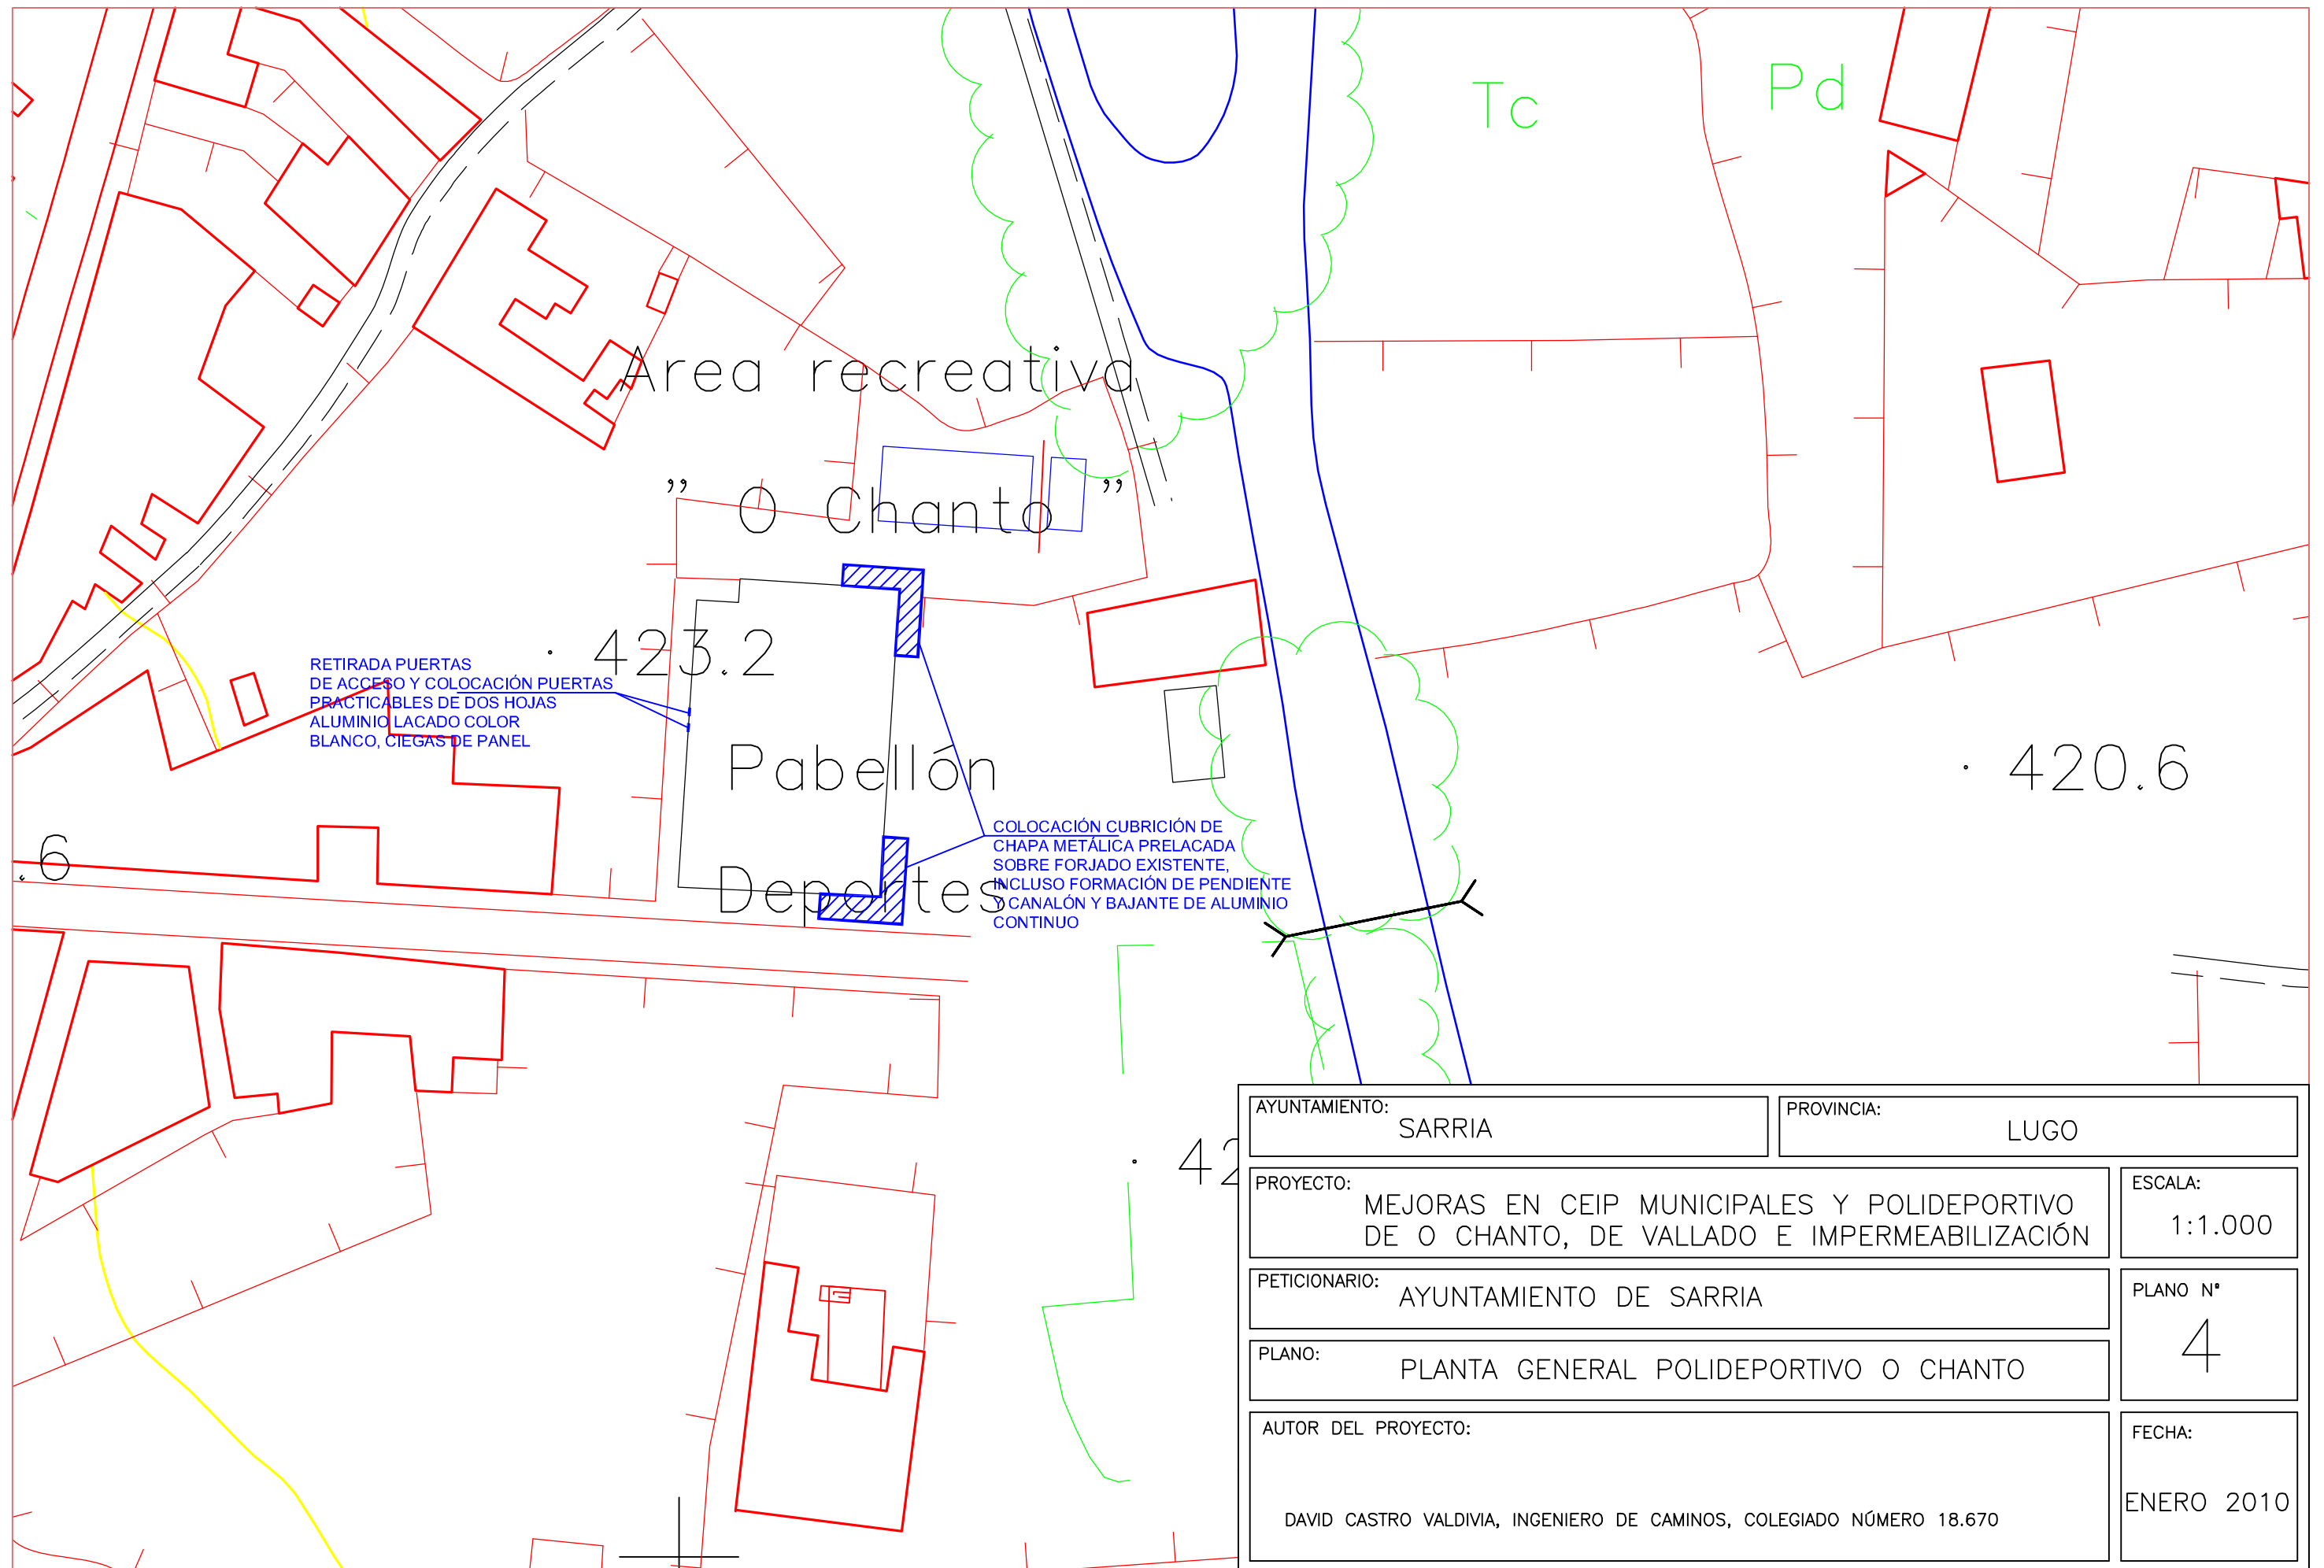 Tc
Pd
Area recreativa
" O Chanto "
423.2
RETIRADA PUERTAS
DE ACCESO Y COLOCACIÓN PUERTAS
PRACTICABLES DE DOS HOJAS
ALUMINIO LACADO COLOR
BLANCO, CIEGAS DE PANEL
Pabellón
420.6
COLOCACIÓN CUBRICIÓN DE
CHAPA METÁLICA PRELACADA
SOBRE FORJADO EXISTENTE,
INCLUSO FORMACIÓN DE PENDIENTE
Y CANALÓN Y BAJANTE DE ALUMINIO
CONTINUO
.6
Deportes
42
AYUNTAMIENTO:
SARRIA
PROVINCIA:
LUGO
PROYECTO:
MEJORAS EN CEIP MUNICIPALES Y POLIDEPORTIVO
DE O CHANTO, DE VALLADO E IMPERMEABILIZACIÓN
ESCALA:
1:1.000
PETICIONARIO:
AYUNTAMIENTO DE SARRIA
PLANO Nº
4
PLANO:
PLANTA GENERAL POLIDEPORTIVO O CHANTO
AUTOR DEL PROYECTO:
DAVID CASTRO VALDIVIA, INGENIERO DE CAMINOS, COLEGIADO NÚMERO 18.670
FECHA:
ENERO 2010